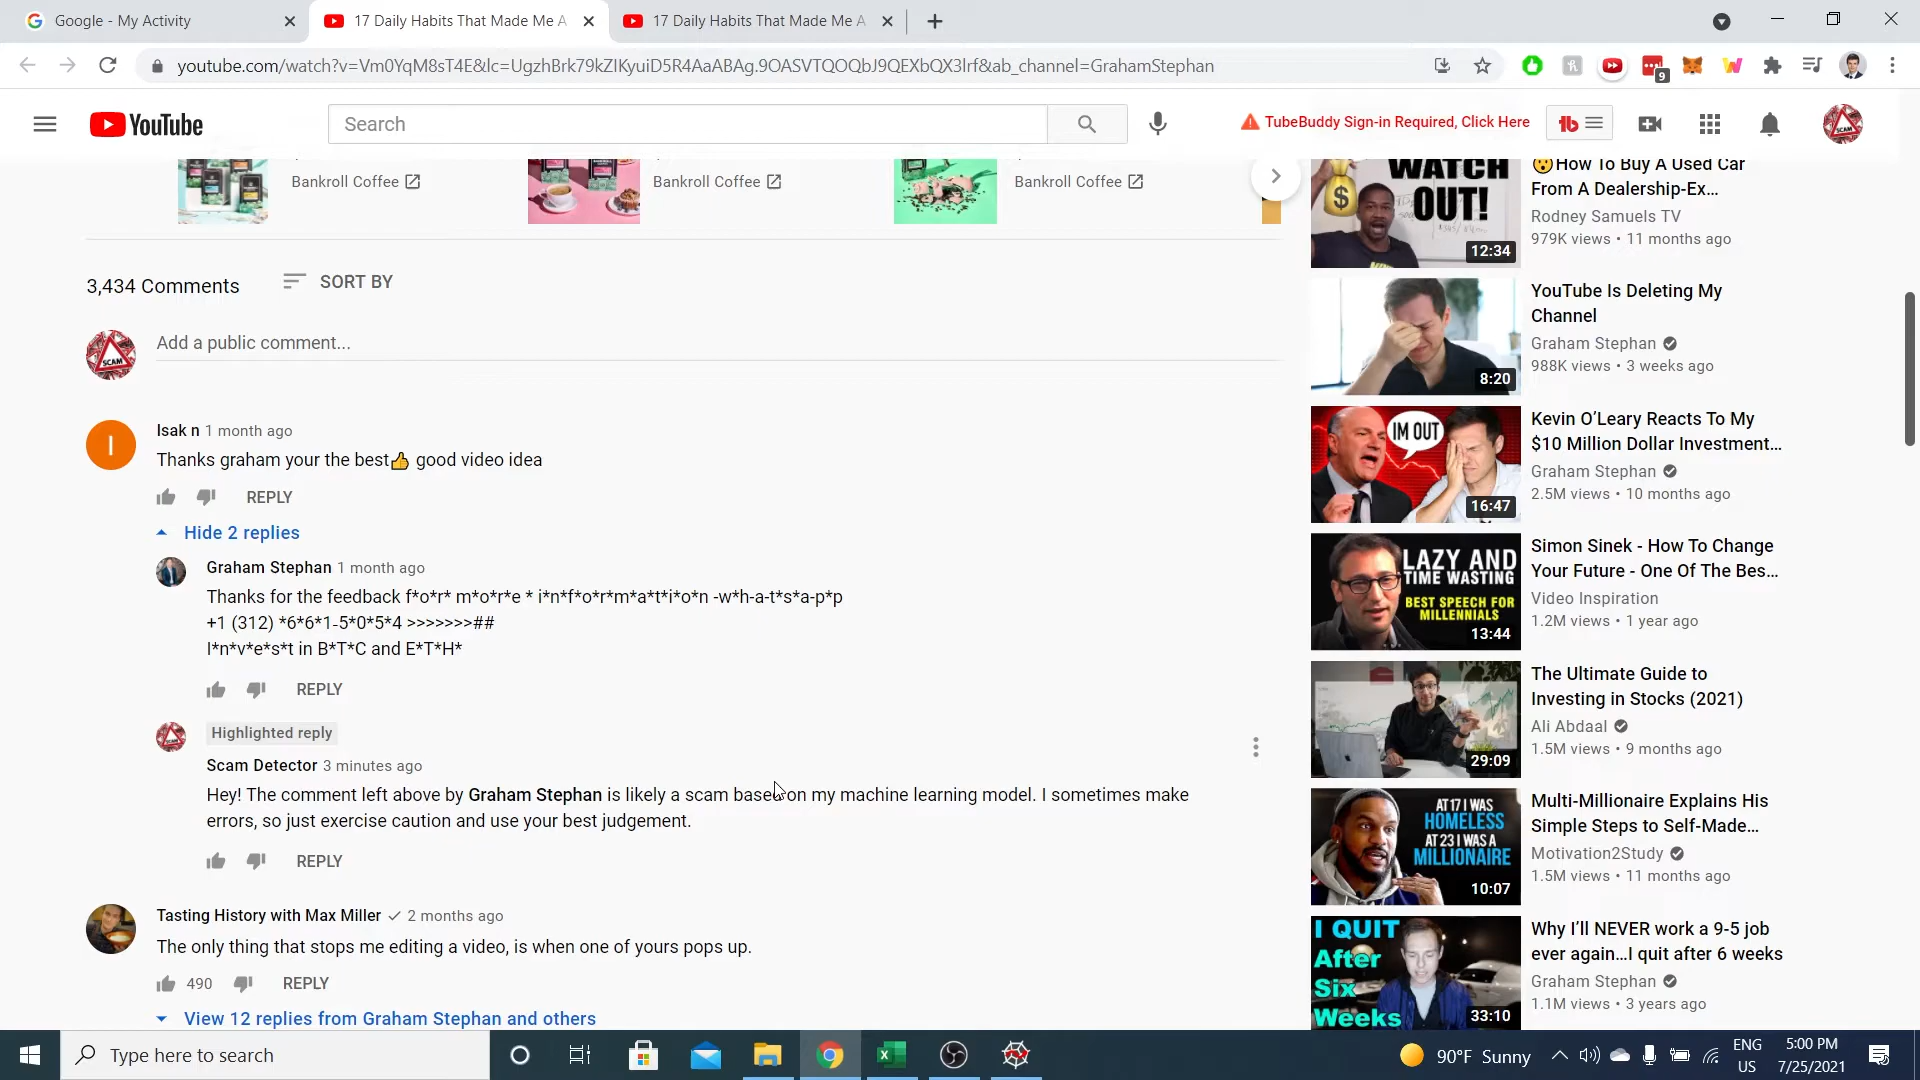 Google - My Activity
17 Daily Habits That Made Me A
17 Daily Habits That Made Me A
youtube.com/watch?v=Vm0YqM8sT4E&lc=UgzhBrk79kZIKyuiD5R4AaABAg.9OASVTQOQbJ9QEXbQX3lrf&ab_channel=GrahamStephan
9
YouTube
Search
TubeBuddy Sign-in Required, Click Here
tb
SCAM
Bankroll Coffee
Bankroll Coffee
Bankroll Coffee
3,434 Comments
SORT BY
SCAM
Add a public comment...
I
Isak n 1 month ago
Thanks graham your the best👍 good video idea
REPLY
Hide 2 replies
Graham Stephan 1 month ago
Thanks for the feedback f*o*r* m*o*r*e * i*n*f*o*r*m*a*t*i*o*n -w*h-a-t*s*a-p*p
+1 (312) *6*6*1-5*0*5*4 >>>>>>>##
I*n*v*e*s*t in B*T*C and E*T*H*
REPLY
Highlighted reply
Scam Detector 3 minutes ago
Hey! The comment left above by Graham Stephan is likely a scam based on my machine learning model. I sometimes make
errors, so just exercise caution and use your best judgement.
REPLY
Tasting History with Max Miller 2 months ago
The only thing that stops me editing a video, is when one of yours pops up.
490
REPLY
View 12 replies from Graham Stephan and others
WATCH
OUT!
12:34
😮How To Buy A Used Car
From A Dealership-Ex...
Rodney Samuels TV
979K views • 11 months ago
8:20
YouTube Is Deleting My
Channel
Graham Stephan
988K views • 3 weeks ago
IM OUT
16:47
Kevin O’Leary Reacts To My
$10 Million Dollar Investment...
Graham Stephan
2.5M views • 10 months ago
LAZY AND
TIME WASTING
BEST SPEECH FOR
MILLENNIALS
13:44
Simon Sinek - How To Change
Your Future - One Of The Bes...
Video Inspiration
1.2M views • 1 year ago
29:09
The Ultimate Guide to
Investing in Stocks (2021)
Ali Abdaal
1.5M views • 9 months ago
AT 17 I WAS
HOMELESS
AT 23 I WAS A
MILLIONAIRE
10:07
Multi-Millionaire Explains His
Simple Steps to Self-Made...
Motivation2Study
1.5M views • 11 months ago
I QUIT
After
Six
Weeks
33:10
Why I’ll NEVER work a 9-5 job
ever again...I quit after 6 weeks
Graham Stephan
1.1M views • 3 years ago
Type here to search
90°F Sunny
ENG
US
5:00 PM
7/25/2021